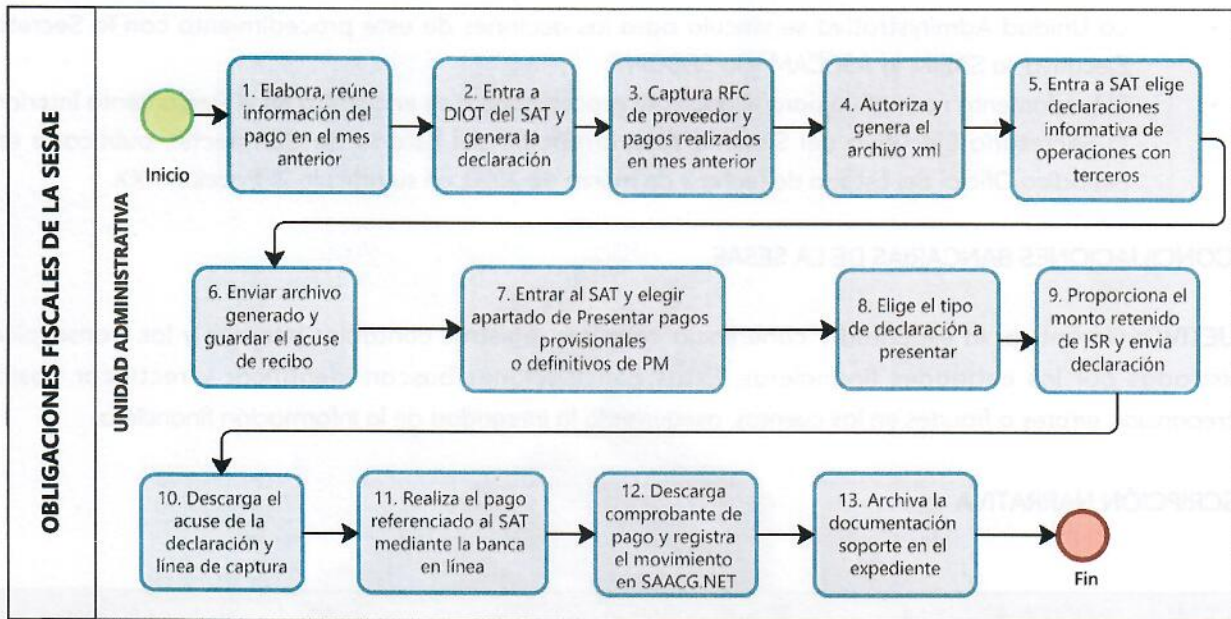 OBLIGACIONES FISCALES DE LA SESAE
UNIDAD ADMINISTRATIVA
Inicio
1. Elabora, reúne
información del
pago en el mes
anterior
2. Entra a
DIOT del SAT y
genera la
declaración
3. Captura RFC
de proveedor y
pagos realizados
en mes anterior
4. Autoriza y
genera el
archivo xml
5. Entra a SAT elige
declaraciones
informativa de
operaciones con
terceros
6. Enviar archivo
generado y
guardar el acuse
de recibo
7. Entrar al SAT y elegir
apartado de Presentar pagos
provisionales
o definitivos de PM
8. Elige el tipo
de declaración a
presentar
9. Proporciona el
monto retenido
de ISR y envia
declaración
10. Descarga el
acuse de la
declaración y
línea de captura
11. Realiza el pago
referenciado al SAT
mediante la banca
en línea
12. Descarga
comprobante de
pago y registra
el movimiento
en SAACG.NET
13. Archiva la
documentación
soporte en el
expediente
Fin